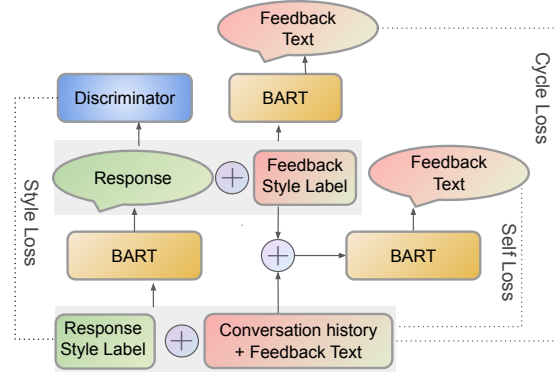 Feedback
Text
Cycle Loss
Discriminator
BART
Response
Feedback
Style Label
Feedback
Text
Style Loss
BART
BART
Self Loss
Response
Style Label
Conversation history
+ Feedback Text